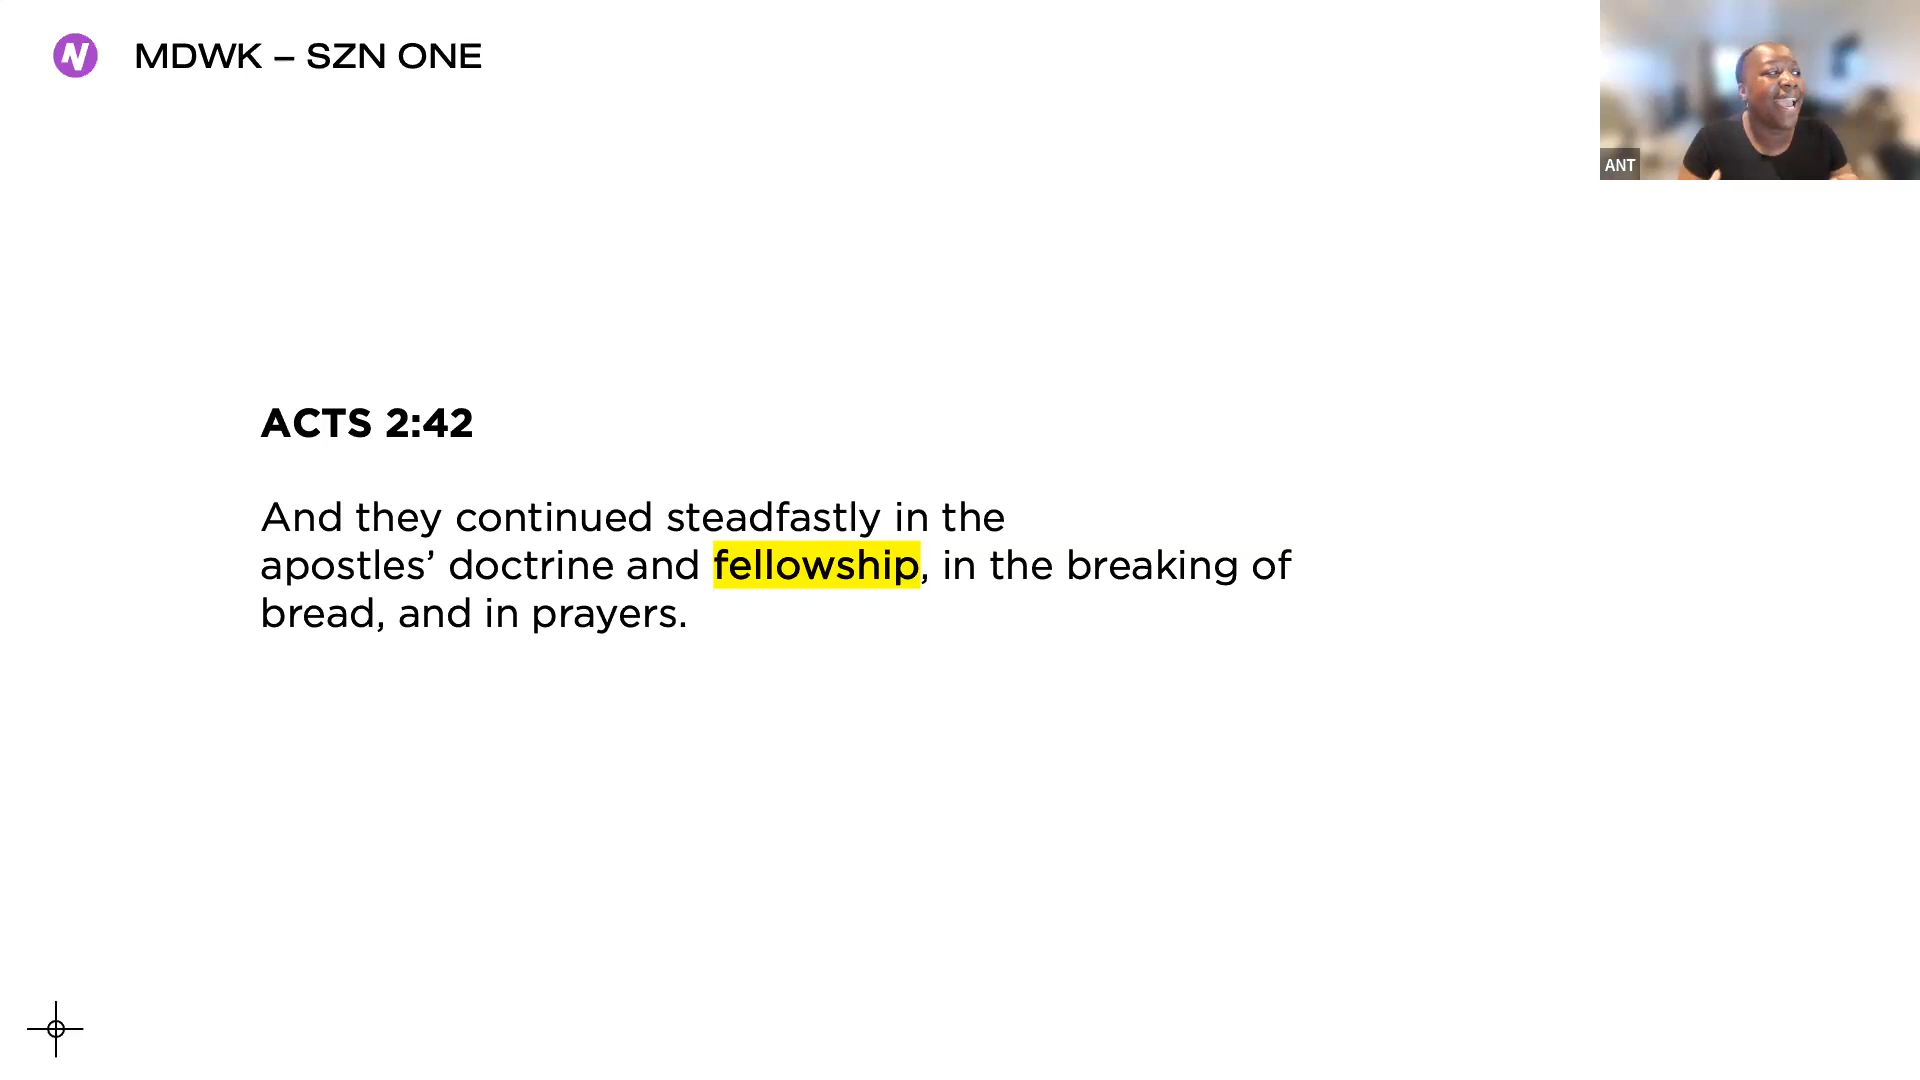 N
MDWK – SZN ONE
ANT
ACTS 2:42
And they continued steadfastly in the
apostles’ doctrine and fellowship, in the breaking of
bread, and in prayers.